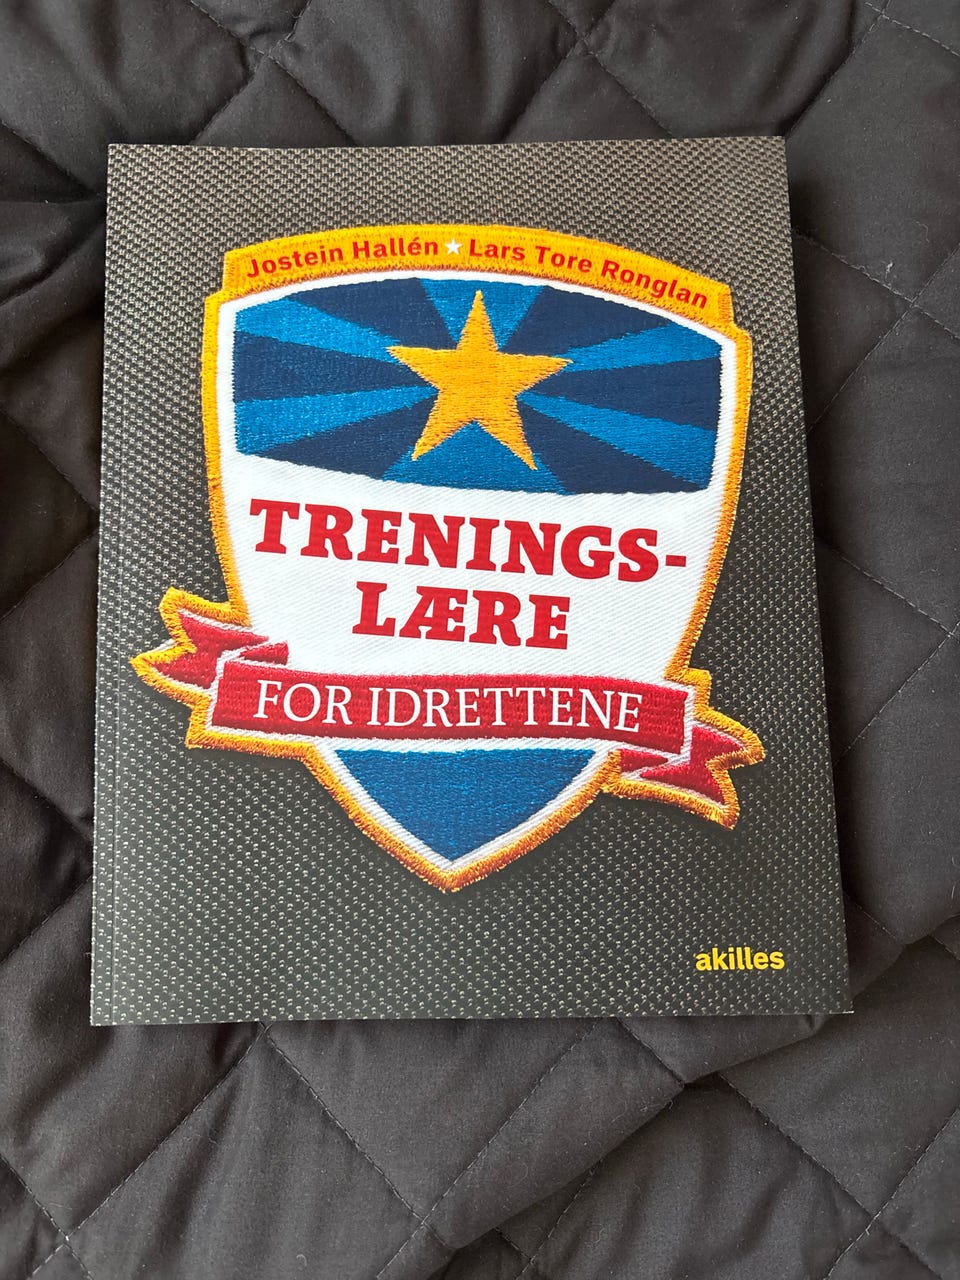 Jostein Hallén ★ Lars Tore Ronglan
TRENINGS-
LÆRE
FOR IDRETTENE
akilles